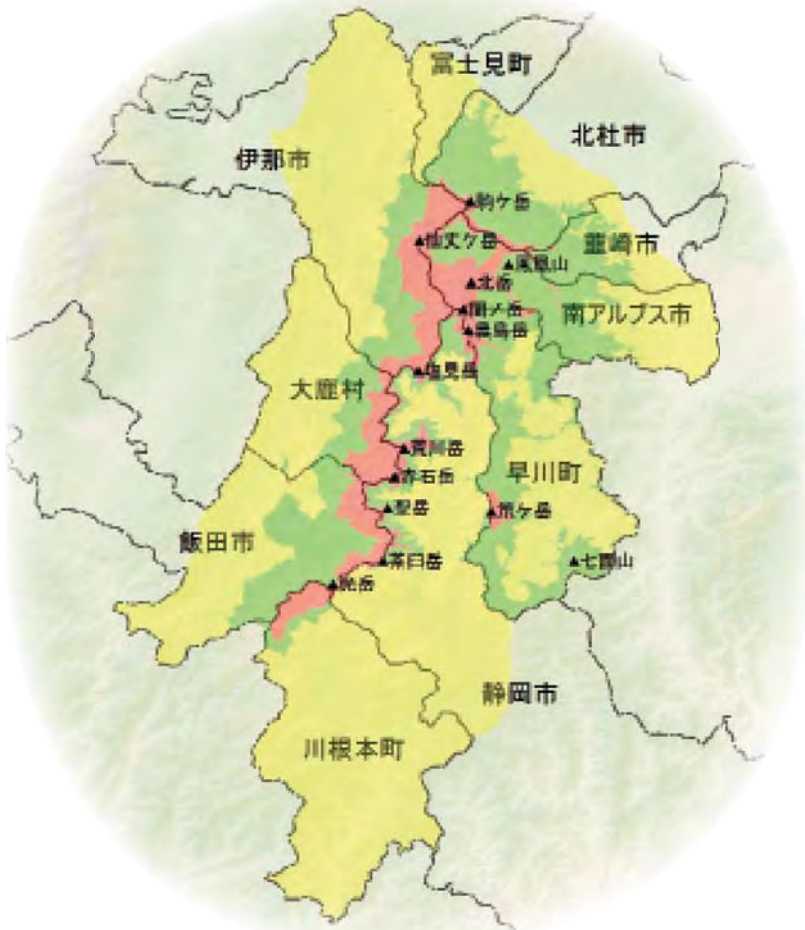 富士見町
北杜市
伊那市
駒ケ岳
韮崎市
仙丈ケ岳
鳳凰山
北岳
間ノ岳
南アルプス市
農鳥岳
塩見岳
大鹿村
荒川岳
赤石岳
早川町
聖岳
笊ケ岳
飯田市
茶臼岳
七面山
光岳
静岡市
川根本町